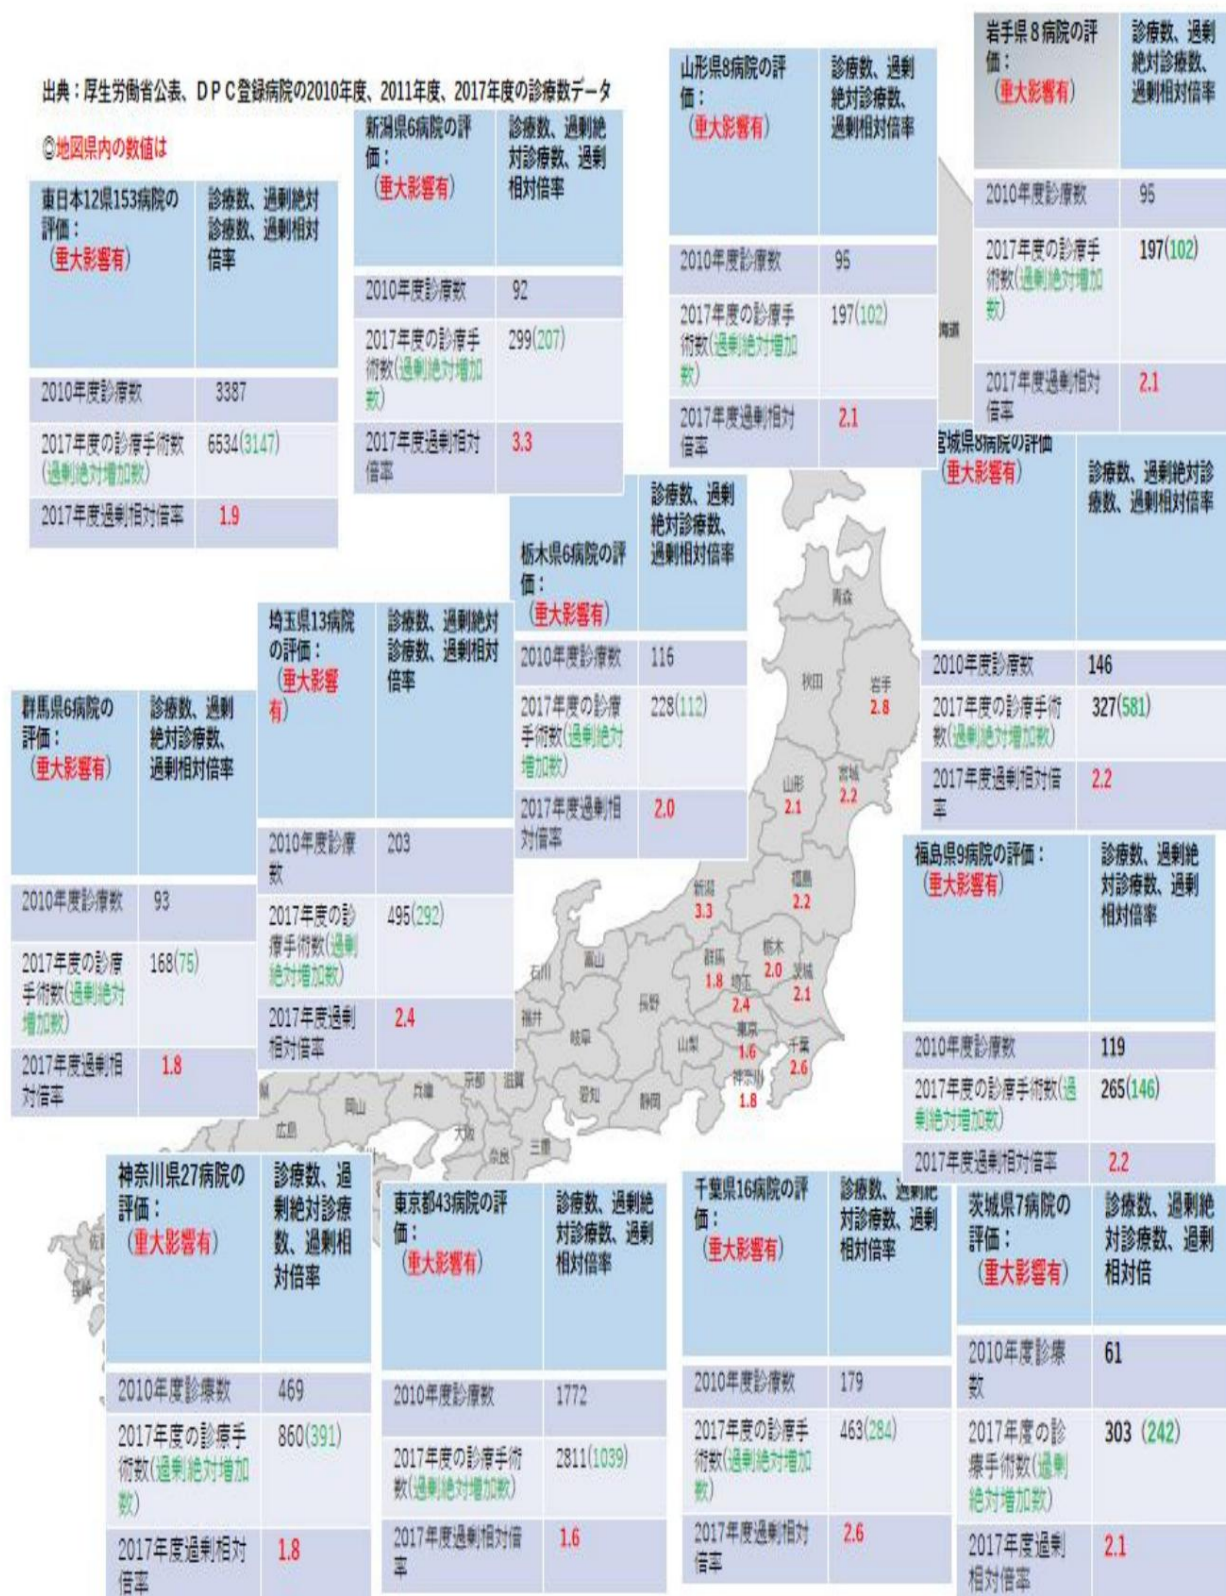 出典：厚生労働省公表、ＤＰＣ登録病院の2010年度、2011年度、2017年度の診療数データ
◎地図県内の数値は
東日本12県153病院の
評価：
（重大影響有）
診療数、過剰絶対
診療数、過剰相対
倍率
2010年度診療数
3387
2017年度の診療手術数
(過剰絶対増加数)
6534(3147)
2017年度過剰相対倍率
1.9
新潟県6病院の評
価：
（重大影響有）
診療数、過剰絶
対診療数、過剰
相対倍率
2010年度診療数
92
2017年度の診療手
術数(過剰絶対増加
数)
299(207)
2017年度過剰相対
倍率
3.3
山形県8病院の評
価：
（重大影響有）
診療数、過剰
絶対診療数、
過剰相対倍率
2010年度診療数
95
2017年度の診療手
術数(過剰絶対増加
数)
197(102)
2017年度過剰相対
倍率
2.1
岩手県８病院の評
価：
（重大影響有）
診療数、過剰
絶対診療数、
過剰相対倍率
2010年度診療数
95
2017年度の診療手
術数(過剰絶対増加
数)
197(102)
2017年度過剰相対
倍率
2.1
海道
宮城県8病院の評価
（重大影響有）
診療数、過剰絶対診
療数、過剰相対倍率
2010年度診療数
146
2017年度の診療手術
数(過剰絶対増加数)
327(581)
2017年度過剰相対倍
率
2.2
栃木県6病院の評
価：
（重大影響有）
診療数、過剰
絶対診療数、
過剰相対倍率
2010年度診療数
116
2017年度の診療
手術数(過剰絶対
増加数)
228(112)
2017年度過剰相
対倍率
2.0
埼玉県13病院
の評価：
（重大影響
有）
診療数、過剰絶対
診療数、過剰相対
倍率
2010年度診療
数
203
2017年度の診
療手術数(過剰
絶対増加数)
495(292)
2017年度過剰
相対倍率
2.4
群馬県6病院の
評価：
（重大影響有）
診療数、過剰
絶対診療数、
過剰相対倍率
2010年度診療数
93
2017年度の診療
手術数(過剰絶対
増加数)
168(75)
2017年度過剰相
対倍率
1.8
福島県9病院の評価：
（重大影響有）
診療数、過剰絶
対診療数、過剰
相対倍率
2010年度診療数
119
2017年度の診療手術数(過
剰絶対増加数)
265(146)
2017年度過剰相対倍率
2.2
青森
秋田
岩手
2.8
山形
2.1
宮城
2.2
新潟
3.3
福島
2.2
群馬
1.8
栃木
2.0
茨城
2.1
埼玉
2.4
東京
1.6
千葉
2.6
神奈川
1.8
石川
富山
長野
福井
岐阜
山梨
静岡
愛知
滋賀
京都
兵庫
岡山
県
広島
大阪
奈良
三重
佐賀
長崎
神奈川県27病院の
評価：
（重大影響有）
診療数、過
剰絶対診療
数、過剰相
対倍率
2010年度診療数
469
2017年度の診療手
術数(過剰絶対増加
数)
860(391)
2017年度過剰相対
倍率
1.8
東京都43病院の評
価：
（重大影響有）
診療数、過剰絶
対診療数、過剰
相対倍率
2010年度診療数
1772
2017年度の診療手術
数(過剰絶対増加数)
2811(1039)
2017年度過剰相対倍
率
1.6
千葉県16病院の評
価：
（重大影響有）
診療数、過剰絶
対診療数、過剰
相対倍率
2010年度診療数
179
2017年度の診療手
術数(過剰絶対増加
数)
463(284)
2017年度過剰相対
倍率
2.6
茨城県7病院の
評価：
（重大影響有）
診療数、過剰絶
対診療数、過剰
相対倍
2010年度診療
数
61
2017年度の診
療手術数(過剰
絶対増加数)
303 (242)
2017年度過剰
相対倍率
2.1